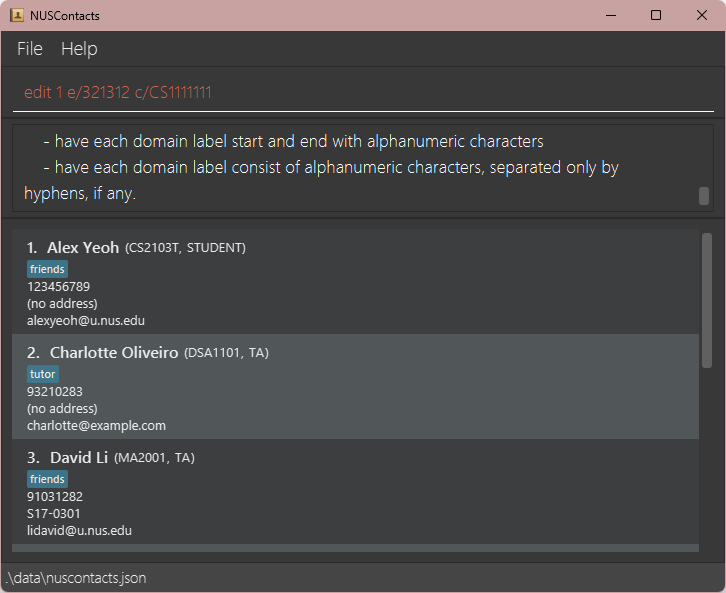 NUSContacts
File Help
edit 1 e/321312 c/CS1111111
- have each domain label start and end with alphanumeric characters
- have each domain label consist of alphanumeric characters, separated only by
hyphens, if any.
1. Alex Yeoh (CS2103T, STUDENT)
friends
123456789
(no address)
alexyeoh@u.nus.edu
2. Charlotte Oliveiro (DSA1101, TA)
tutor
93210283
(no address)
charlotte@example.com
3. David Li (MA2001, TA)
friends
91031282
S17-0301
lidavid@u.nus.edu
.\data\nuscontacts.json